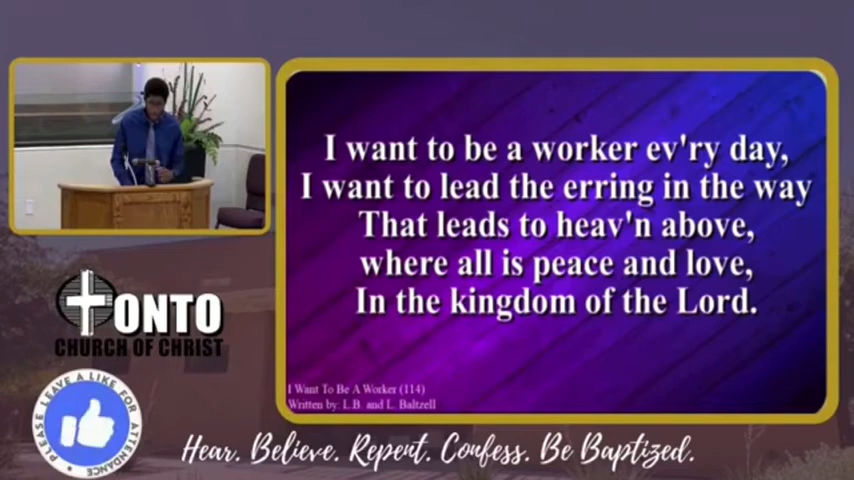 I want to be a worker ev'ry day,
I want to lead the erring in the way
That leads to heav'n above,
where all is peace and love,
In the kingdom of the Lord.
I Want To Be A Worker (114)
Written by: L.B. and L. Baltzell
TONTO
CHURCH OF CHRIST
PLEASE LEAVE A LIKE FOR ATTENDANCE
Hear. Believe. Repent. Confess. Be Baptized.